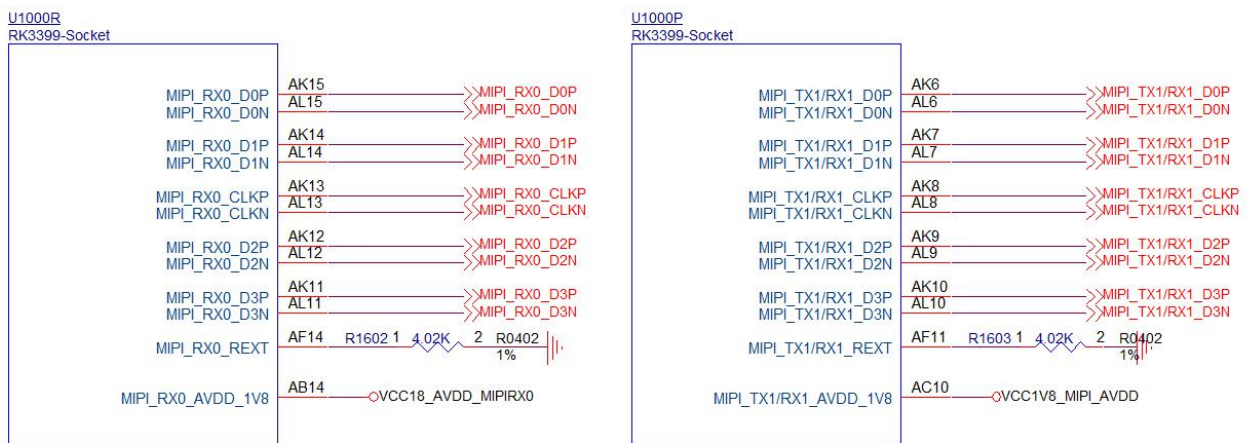 U1000R
RK3399-Socket
MIPI_RX0_D0P AK15 MIPI_RX0_D0P
MIPI_RX0_D0N AL15 MIPI_RX0_D0N
MIPI_RX0_D1P AK14 MIPI_RX0_D1P
MIPI_RX0_D1N AL14 MIPI_RX0_D1N
MIPI_RX0_CLKP AK13 MIPI_RX0_CLKP
MIPI_RX0_CLKN AL13 MIPI_RX0_CLKN
MIPI_RX0_D2P AK12 MIPI_RX0_D2P
MIPI_RX0_D2N AL12 MIPI_RX0_D2N
MIPI_RX0_D3P AK11 MIPI_RX0_D3P
MIPI_RX0_D3N AL11 MIPI_RX0_D3N
MIPI_RX0_REXT AF14 R1602 1 4.02K 2 R0402
1%
MIPI_RX0_AVDD_1V8 AB14 VCC18_AVDD_MIPIRX0
U1000P
RK3399-Socket
MIPI_TX1/RX1_D0P AK6 MIPI_TX1/RX1_D0P
MIPI_TX1/RX1_D0N AL6 MIPI_TX1/RX1_D0N
MIPI_TX1/RX1_D1P AK7 MIPI_TX1/RX1_D1P
MIPI_TX1/RX1_D1N AL7 MIPI_TX1/RX1_D1N
MIPI_TX1/RX1_CLKP AK8 MIPI_TX1/RX1_CLKP
MIPI_TX1/RX1_CLKN AL8 MIPI_TX1/RX1_CLKN
MIPI_TX1/RX1_D2P AK9 MIPI_TX1/RX1_D2P
MIPI_TX1/RX1_D2N AL9 MIPI_TX1/RX1_D2N
MIPI_TX1/RX1_D3P AK10 MIPI_TX1/RX1_D3P
MIPI_TX1/RX1_D3N AL10 MIPI_TX1/RX1_D3N
MIPI_TX1/RX1_REXT AF11 R1603 1 4.02K 2 R0402
1%
MIPI_TX1/RX1_AVDD_1V8 AC10 VCC1V8_MIPI_AVDD